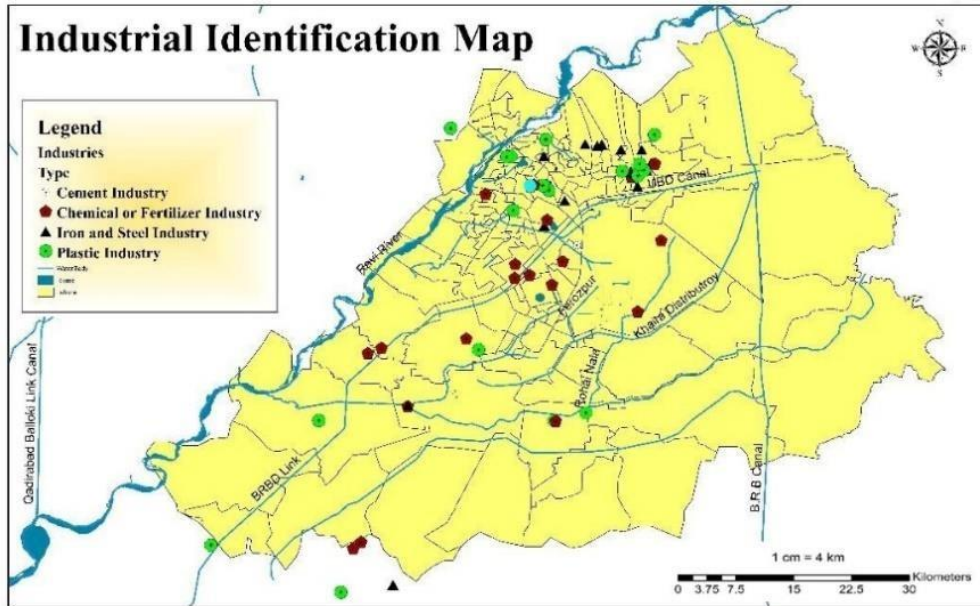 Industrial Identification Map
N
W
E
S
Legend
Industries
Type
Cement Industry
Chemical or Fertilizer Industry
Iron and Steel Industry
Plastic Industry
UBD Canal
Ravi River
Ferozpur
Khaira Distributroy
Rohai Nala
Qadirabad Balloki Link Canal
BRBD Link
B.R.B Canal
1 cm = 4 km
Kilometers
0 3.75 7.5 15 22.5 30